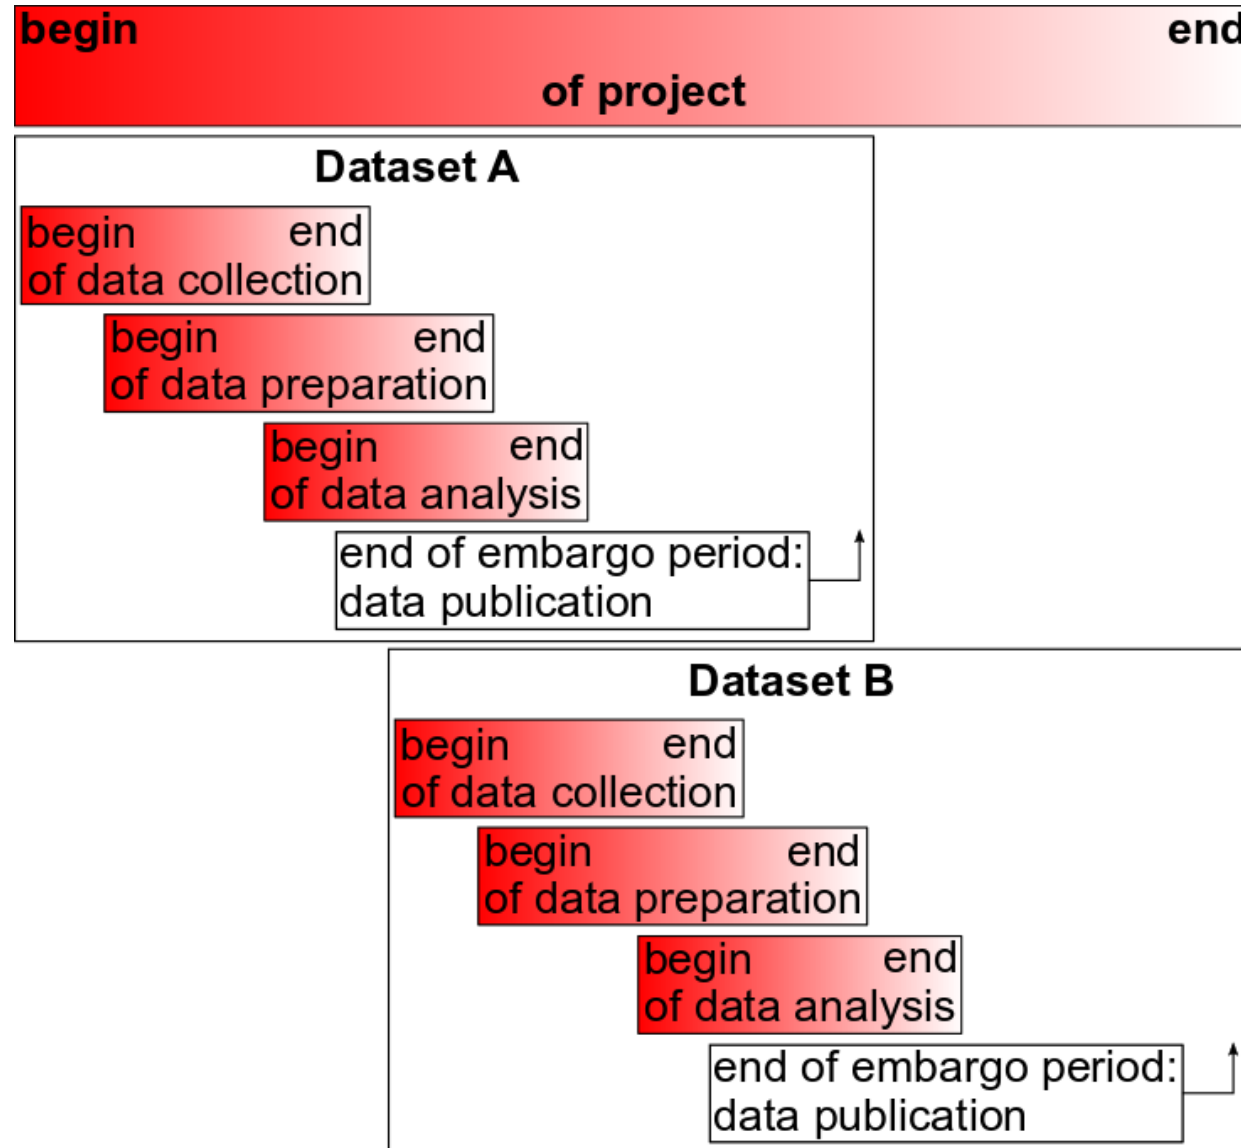 begin end
of project
Dataset A
begin end
of data collection
begin end
of data preparation
begin end
of data analysis
end of embargo period:
data publication
Dataset B
begin end
of data collection
begin end
of data preparation
begin end
of data analysis
end of embargo period:
data publication